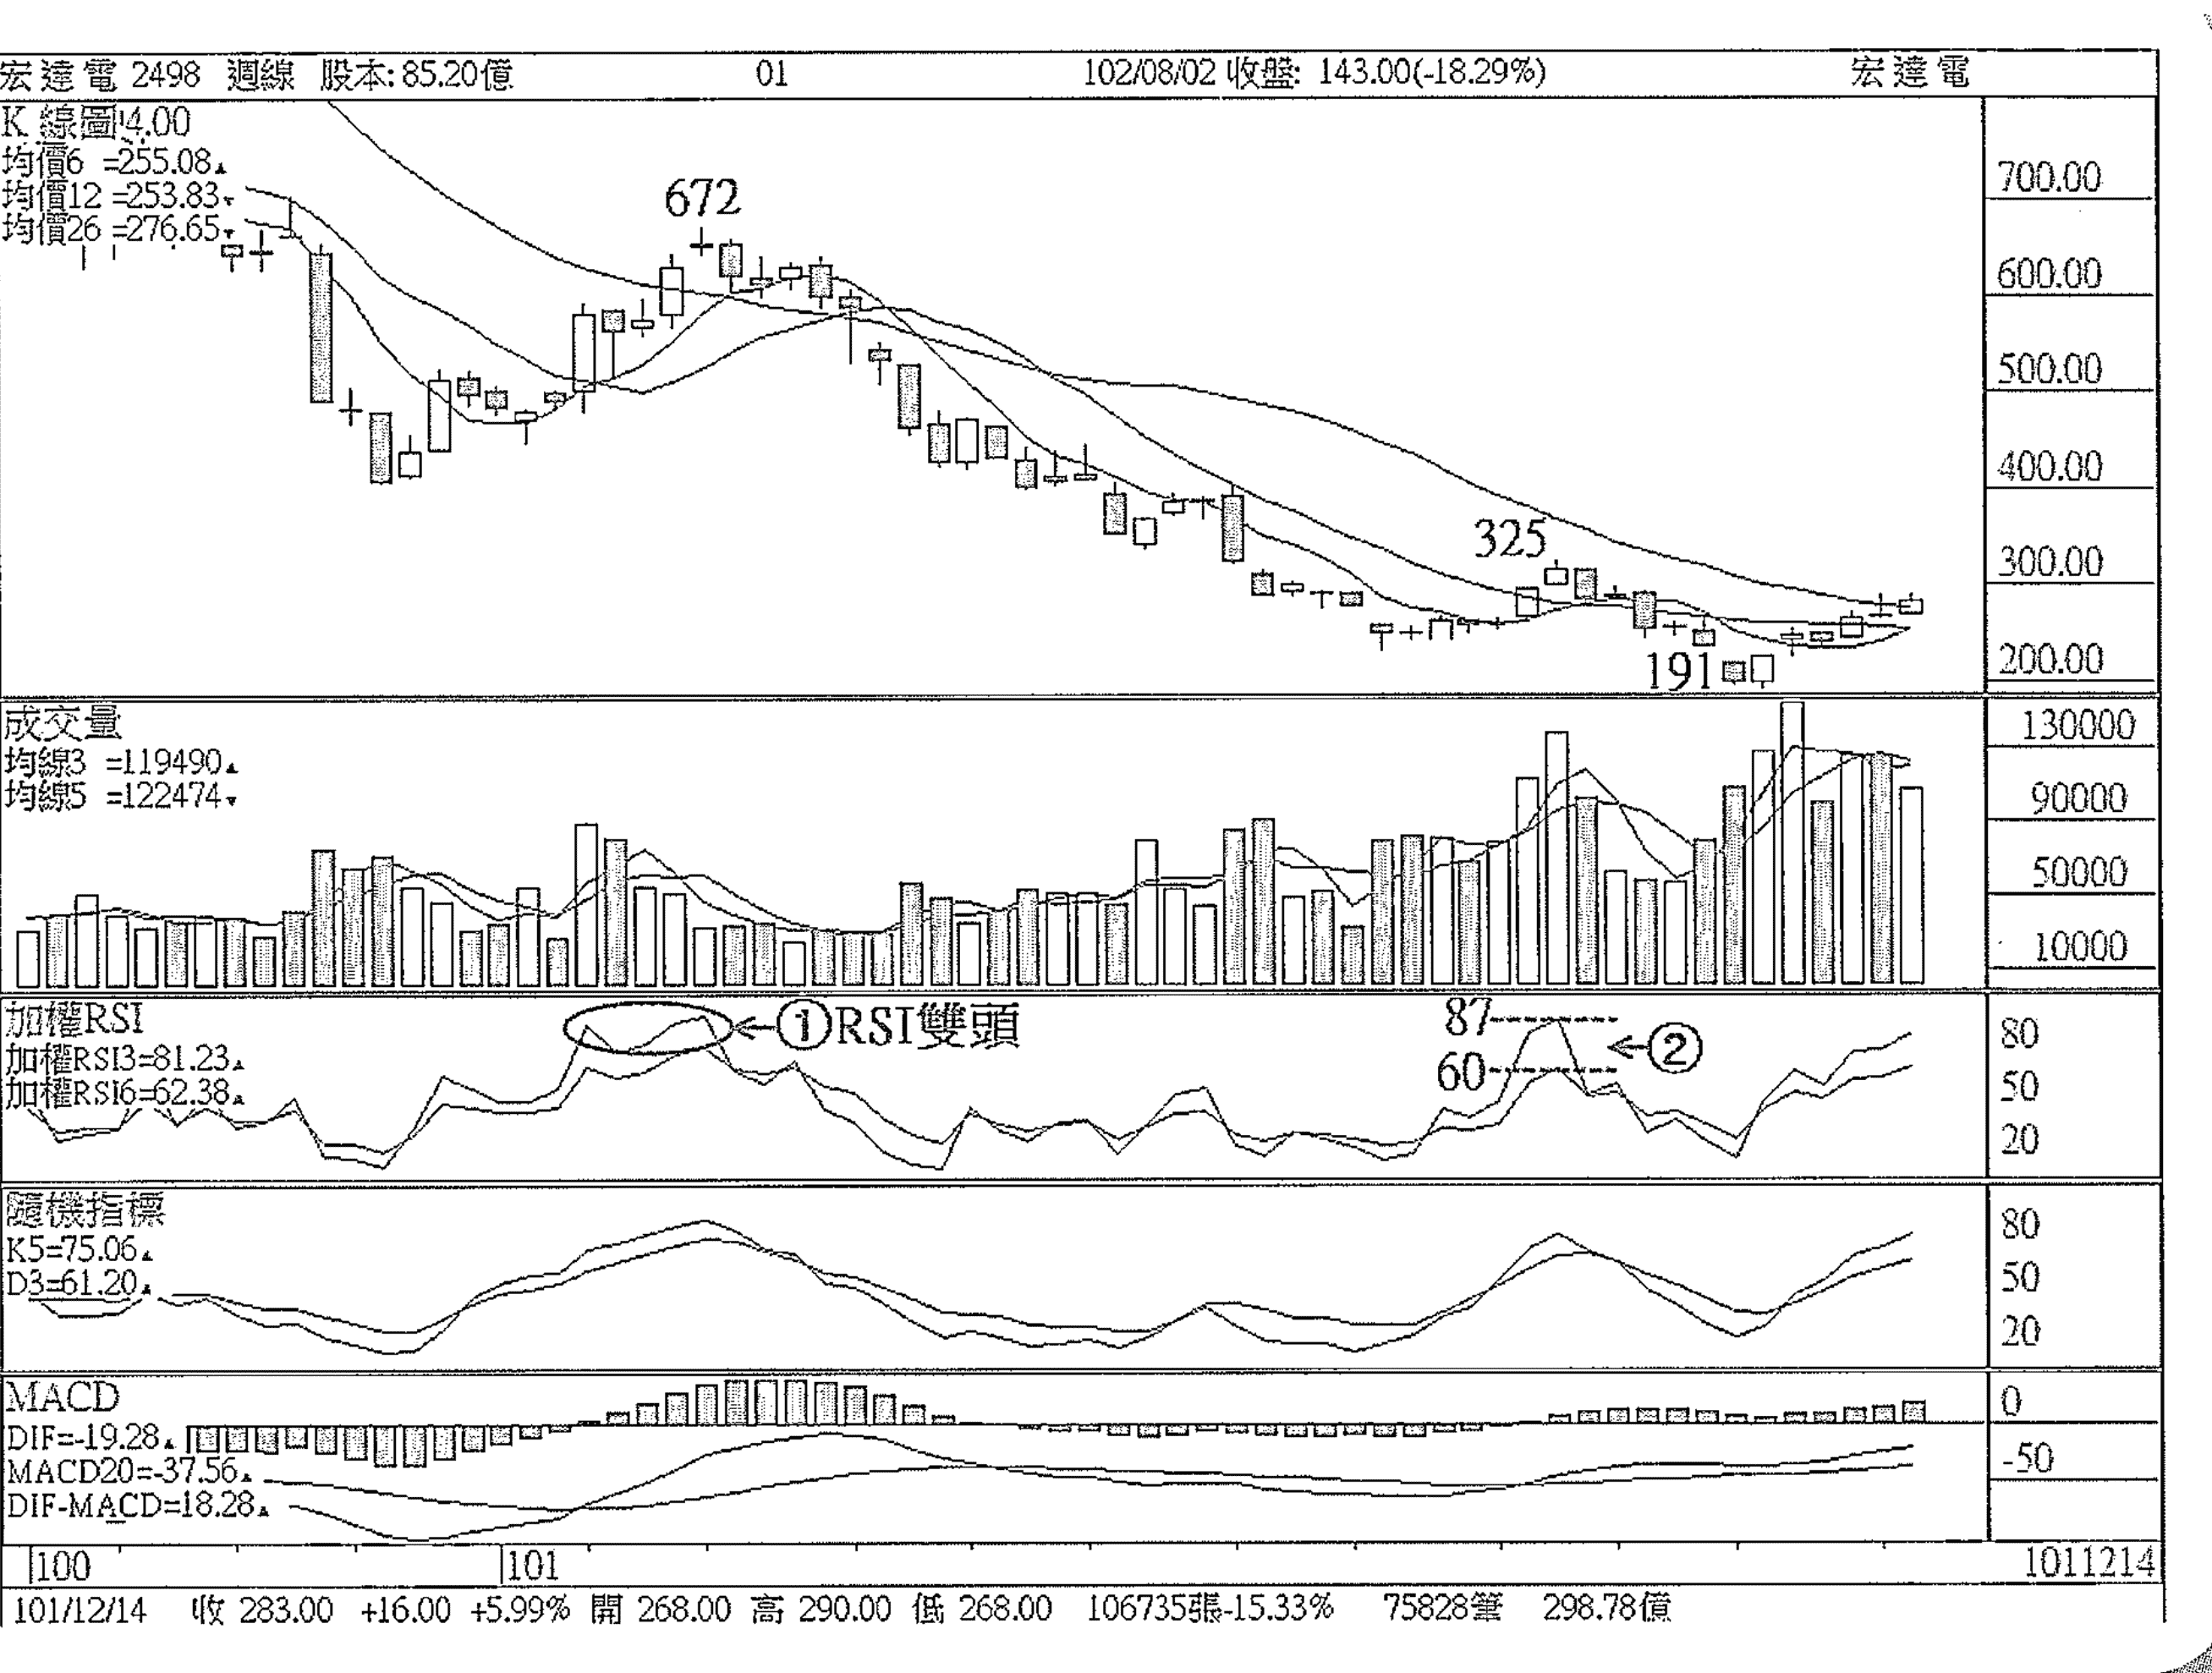 宏達電 2498 週線 股本:85.20億 01 102/08/02 收盤: 143.00(-18.29%) 宏達電
K 線圖 4.00
均價6 =255.08▲
均價12 =253.83▼
均價26 =276.65▼
672
325
191
700.00
600.00
500.00
400.00
300.00
200.00
成交量
均線3 =119490▲
均線5 =122474▼
130000
90000
50000
10000
加權RSI
加權RSI3=81.23▲
加權RSI6=62.38▲
①RSI雙頭
87
60
②
80
50
20
隨機指標
K5=75.06▲
D3=61.20▲
80
50
20
MACD
DIF=-19.28▲
MACD20=-37.56▲
DIF-MACD=18.28▲
0
-50
100 101 1011214
101/12/14 收 283.00 +16.00 +5.99% 開 268.00 高 290.00 低 268.00 106735張-15.33% 75828筆 298.78億